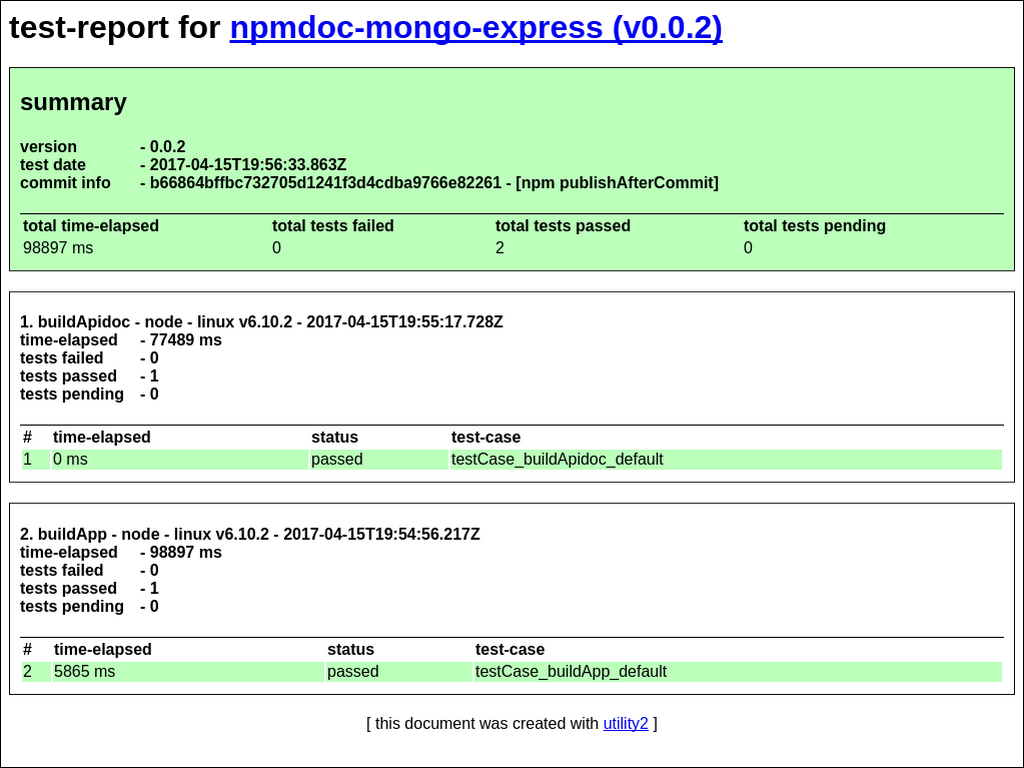 test-report for npmdoc-mongo-express (v0.0.2)
summary
version - 0.0.2
test date - 2017-04-15T19:56:33.863Z
commit info - b66864bffbc732705d1241f3d4cdba9766e82261 - [npm publishAfterCommit]
total time-elapsed total tests failed total tests passed total tests pending
98897 ms 0 2 0
1. buildApidoc - node - linux v6.10.2 - 2017-04-15T19:55:17.728Z
time-elapsed - 77489 ms
tests failed - 0
tests passed - 1
tests pending - 0
# time-elapsed status test-case
1 0 ms passed testCase_buildApidoc_default
2. buildApp - node - linux v6.10.2 - 2017-04-15T19:54:56.217Z
time-elapsed - 98897 ms
tests failed - 0
tests passed - 1
tests pending - 0
# time-elapsed status test-case
2 5865 ms passed testCase_buildApp_default
[ this document was created with utility2 ]